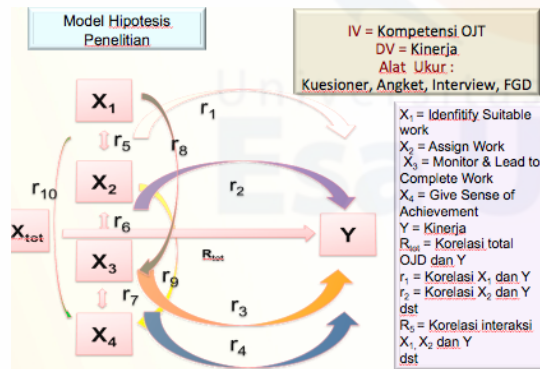 Model Hipotesis
Penelitian
IV = Kompetensi OJT
DV = Kinerja
Alat Ukur :
Kuesioner, Angket, Interview, FGD
X1
r5
r1
r8
r10
X2
r2
r6
Xtot
Rtot
Y
X3
r9
r7
r3
X4
r4
X1 = Idenfitify Suitable
work
X2 = Assign Work
X3 = Monitor & Lead to
Complete Work
X4 = Give Sense of
Achievement
Y = Kinerja
Rtot = Korelasi total
OJD dan Y
r1 = Korelasi X1 dan Y
r2 = Korelasi X2 dan Y
dst
R5 = Korelasi interaksi
X1, X2 dan Y
dst
Esa U